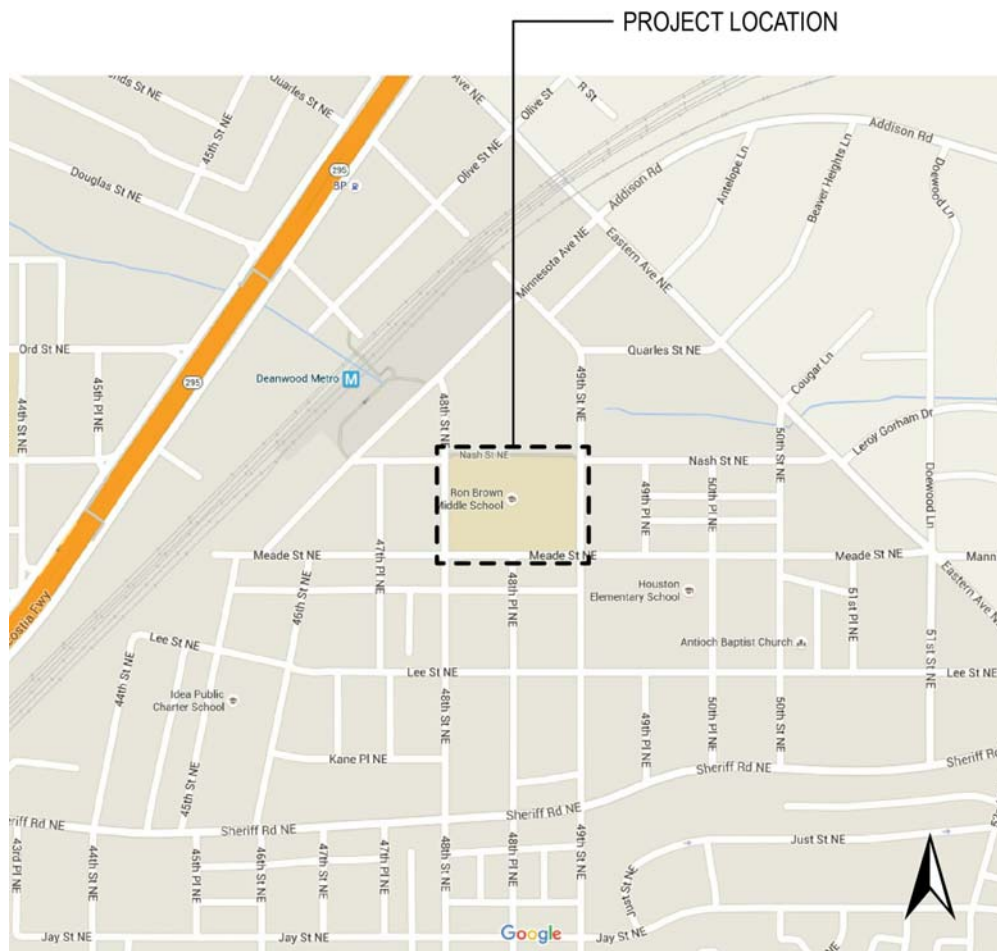 PROJECT LOCATION
45th St NE
Quarles St NE
Ave NE
Olive St
R St
Addison Rd
Olive St NE
Douglas St NE
295
BP
Antelope Ln
Beaver Heights Ln
Doewood Ln
Addison Rd
Minnesota Ave NE
Eastern Ave NE
Ord St NE
Quarles St NE
Cougar Ln
295
Deanwood Metro M
44th St NE
45th Pl NE
48th St NE
49th St NE
50th St NE
Leroy Gorham Dr
Nash St NE
Nash St NE
Ron Brown
Middle School
49th Pl NE
50th Pl NE
Doewood Ln
Meade St NE
47th Pl NE
Meade St NE
Meade St NE
Mann
46th St NE
48th Pl NE
Houston
Elementary School
51st Pl NE
Eastern Ave NE
ostia Fwy
Lee St NE
44th St NE
Antioch Baptist Church
51st St NE
Lee St NE
Lee St NE
Idea Public
Charter School
45th St NE
48th St NE
49th Pl NE
50th Pl NE
50th St NE
Kane Pl NE
Sheriff Rd NE
Sheriff Rd
eriff Rd NE
Sheriff Rd NE
Sheriff Rd NE
43rd Pl NE
44th St NE
45th Pl NE
46th St NE
47th St NE
47th Pl NE
48th St NE
48th Pl NE
49th St NE
Just St NE
Just St NE
Jay St NE
Jay St NE
Google
Jay St NE